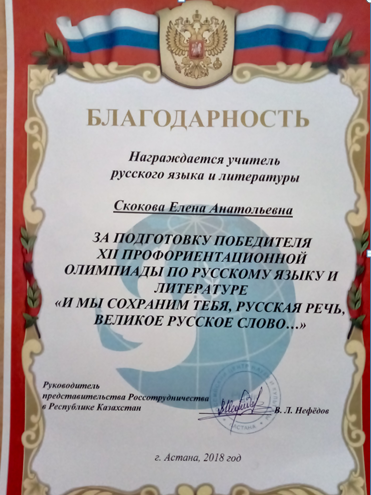 БЛАГОДАРНОСТЬ
Награждается учитель
русского языка и литературы
Скокова Елена Анатольевна
ЗА ПОДГОТОВКУ ПОБЕДИТЕЛЯ
XII ПРОФОРИЕНТАЦИОННОЙ
ОЛИМПИАДЫ ПО РУССКОМУ ЯЗЫКУ И
ЛИТЕРАТУРЕ
«И МЫ СОХРАНИМ ТЕБЯ, РУССКАЯ РЕЧЬ,
ВЕЛИКОЕ РУССКОЕ СЛОВО…»
Руководитель
представительства Россотрудничества
в Республике Казахстан
В. Л. Нефёдов
г. Астана, 2018 год